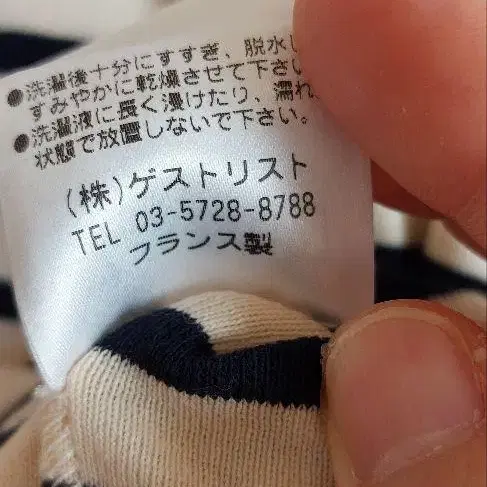 ●洗濯後十分にすすぎ、脱水し
すみやかに乾燥させて下さい
●洗濯液に長く浸けたり、濡れ
状態で放置しないで下さい。
(株)ゲストリスト
TEL 03-5728-8788
フランス製